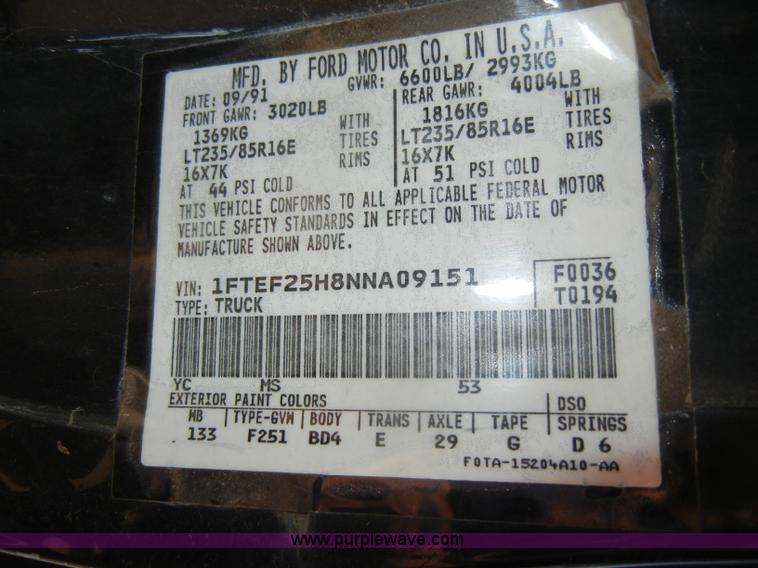 MFD. BY FORD MOTOR CO. IN U.S.A.
DATE: 09/91 GVWR: 6600LB/ 2993KG
FRONT GAWR: 3020LB REAR GAWR: 4004LB
1369KG WITH 1816KG WITH
LT235/85R16E TIRES LT235/85R16E TIRES
16X7K RIMS 16X7K RIMS
AT 44 PSI COLD AT 51 PSI COLD
THIS VEHICLE CONFORMS TO ALL APPLICABLE FEDERAL MOTOR
VEHICLE SAFETY STANDARDS IN EFFECT ON THE DATE OF
MANUFACTURE SHOWN ABOVE.
VIN: 1FTEF25H8NNA09151 F0036
TYPE: TRUCK T0194
YC MS 53
EXTERIOR PAINT COLORS DSO
WB TYPE-GVW BODY TRANS AXLE TAPE SPRINGS
133 F251 BD4 E 29 G D 6
F0TA-15204A10-AA
www.purplewave.com